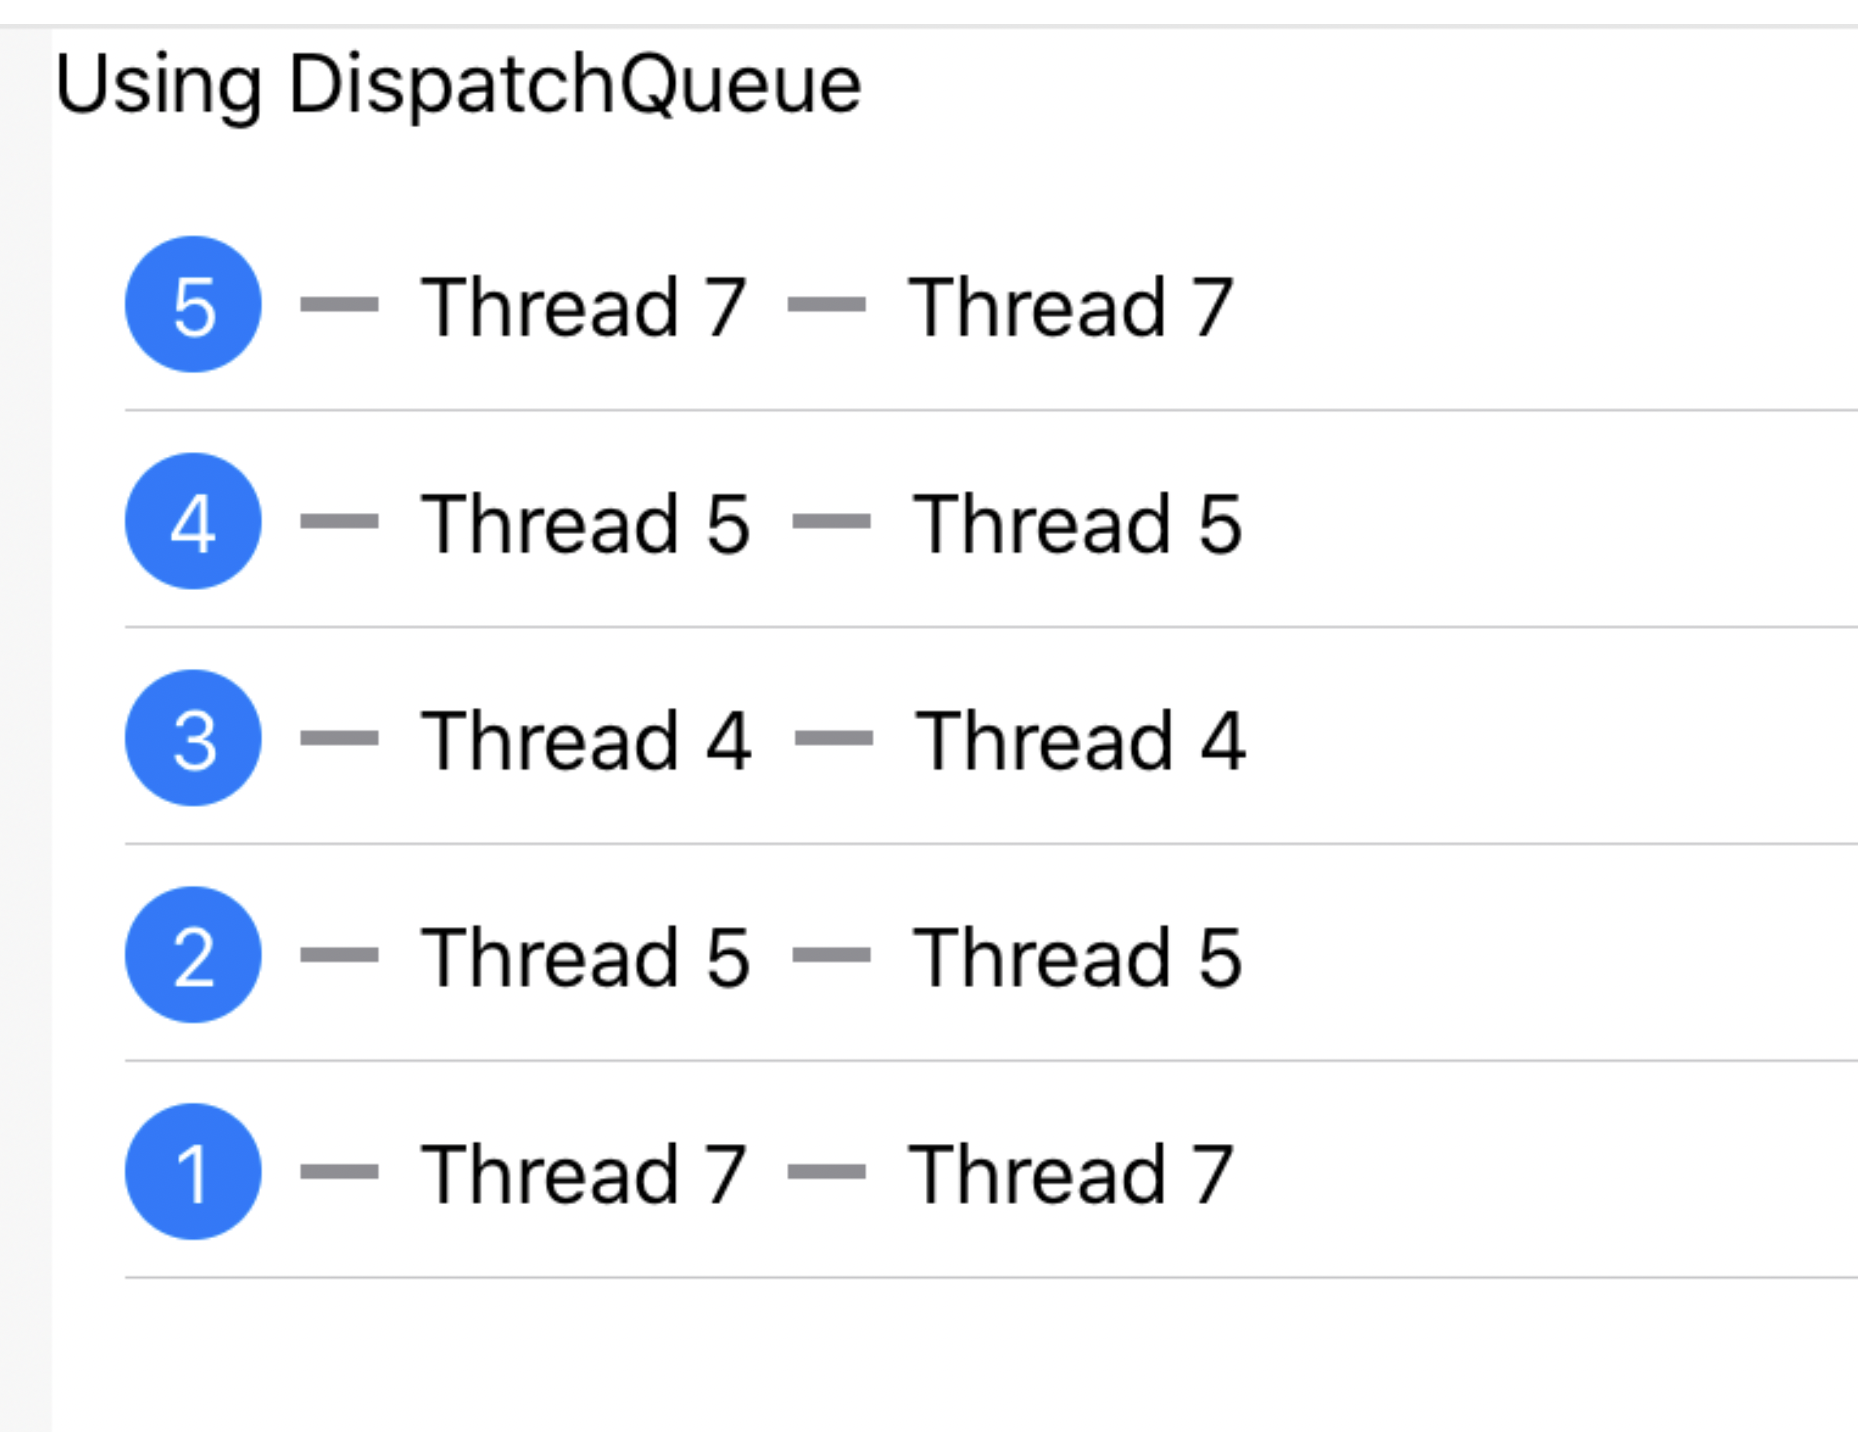 Using DispatchQueue
5 — Thread 7 — Thread 7
4 — Thread 5 — Thread 5
3 — Thread 4 — Thread 4
2 — Thread 5 — Thread 5
1 — Thread 7 — Thread 7